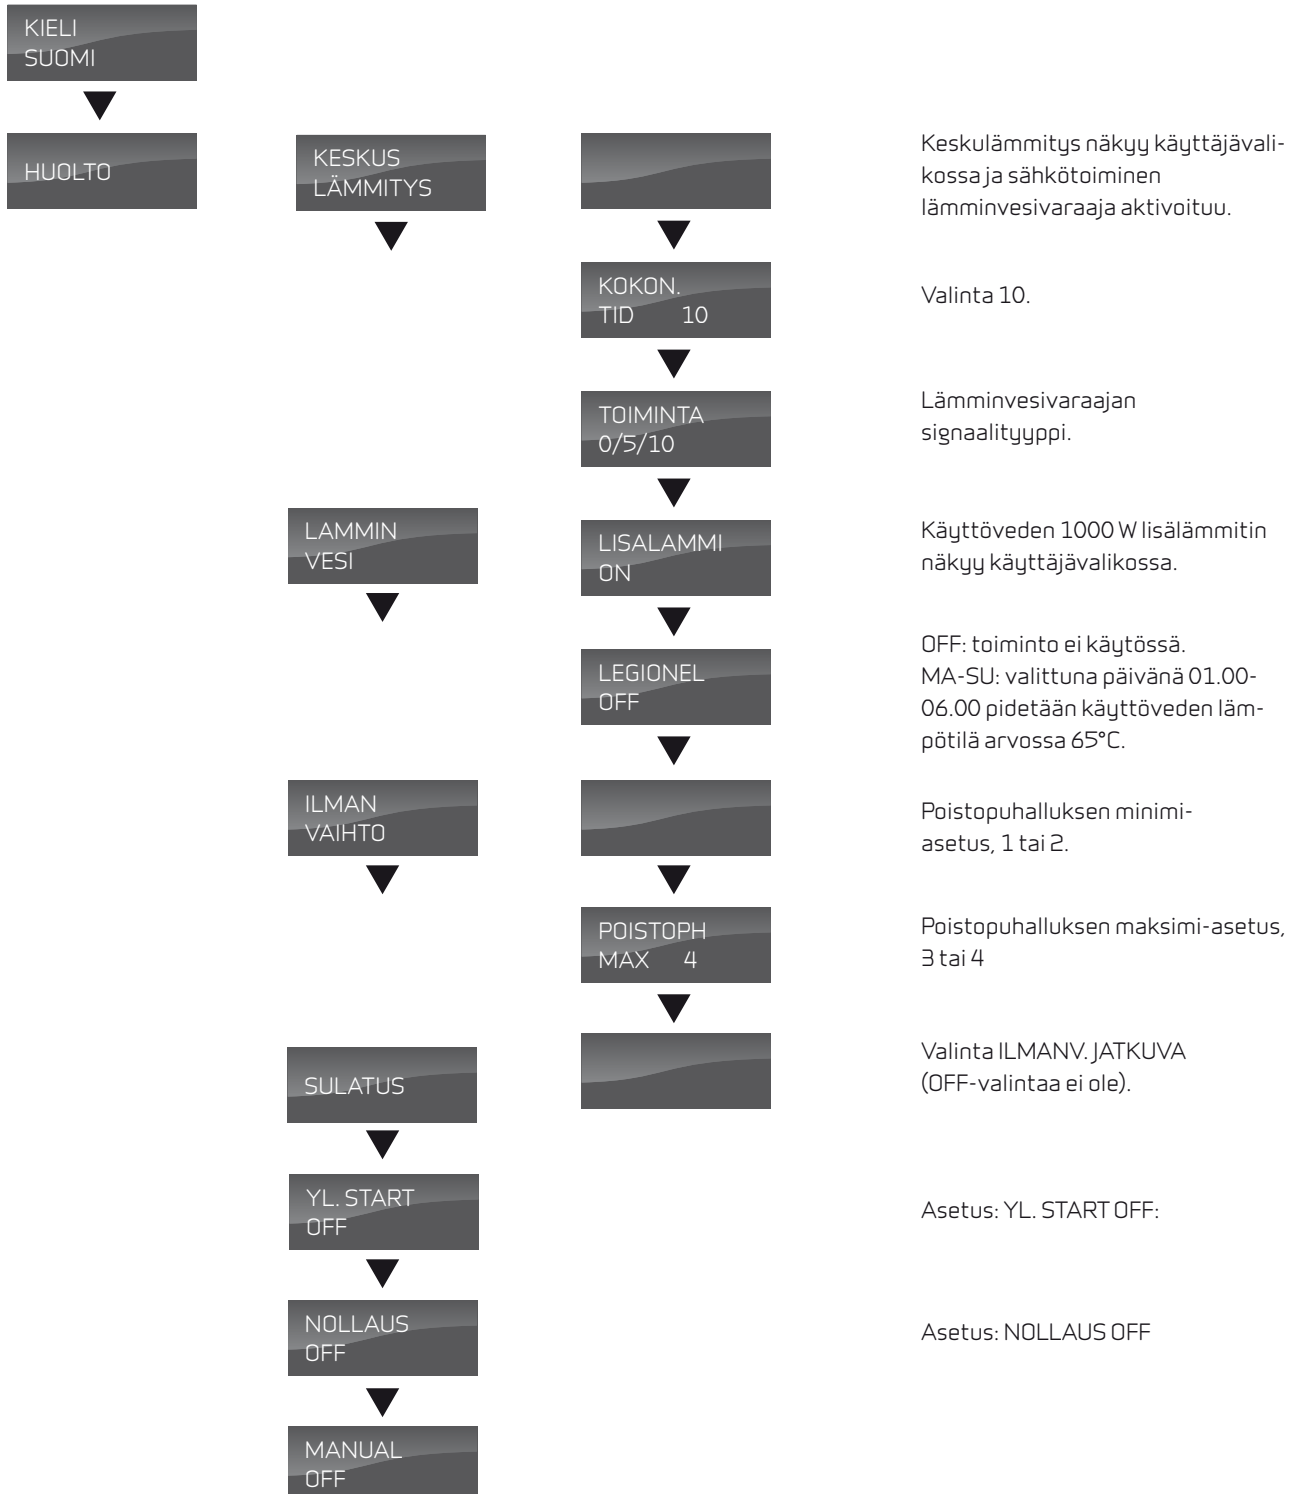 KIELI
SUOMI
HUOLTO
KESKUS
LÄMMITYS
Keskulämmitys näkyy käyttäjävali-
kossa ja sähkötoiminen
lämminvesivaraaja aktivoituu.
KOKON.
TID 10
Valinta 10.
TOIMINTA
0/5/10
Lämminvesivaraajan
signaalityyppi.
LAMMIN
VESI
LISALAMMI
ON
Käyttöveden 1000 W lisälämmitin
näkyy käyttäjävalikossa.
LEGIONEL
OFF
OFF: toiminto ei käytössä.
MA-SU: valittuna päivänä 01.00-
06.00 pidetään käyttöveden läm-
pötilä arvossa 65°C.
ILMAN
VAIHTO
Poistopuhalluksen minimi-
asetus, 1 tai 2.
POISTOPH
MAX 4
Poistopuhalluksen maksimi-asetus,
3 tai 4
SULATUS
Valinta ILMANV. JATKUVA
(OFF-valintaa ei ole).
YL. START
OFF
Asetus: YL. START OFF:
NOLLAUS
OFF
Asetus: NOLLAUS OFF
MANUAL
OFF